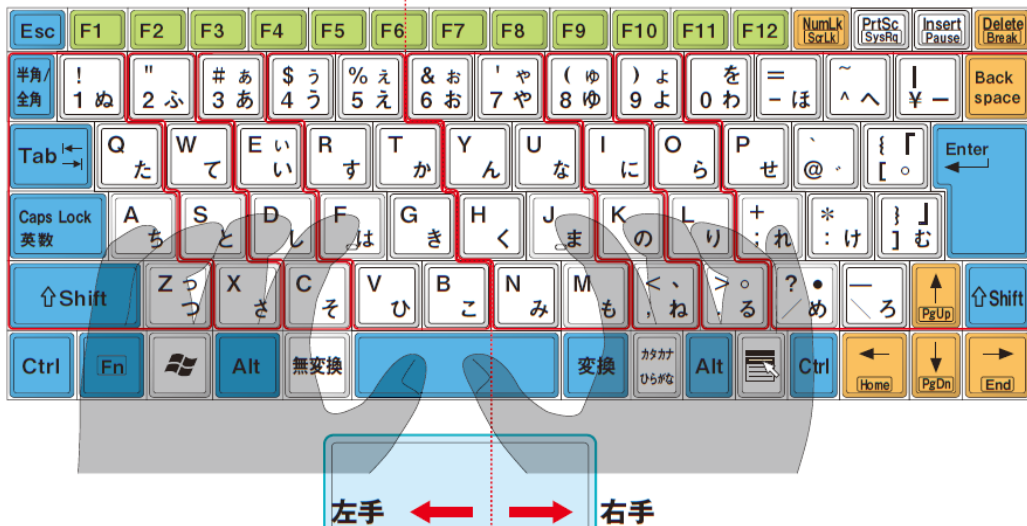 Esc F1 F2 F3 F4 F5 F6 F7 F8 F9 F10 F11 F12 NumLk ScrLk PrtSc SysRq Insert Pause Delete Break
半角/全角 ! 1 ぬ " 2 ふ # ぁ 3 あ $ ぅ 4 う % ぇ 5 え & ぉ 6 お ' ゃ 7 や ( ゅ 8 ゆ ) ょ 9 よ を 0 わ = - ほ ~ ^ へ | ¥ ー Back space
Tab Q た W て E ぃ い R す T か Y ん U な I に O ら P せ ` @ ゛ { 「 [ ゜ Enter
Caps Lock 英数 A ち S と D し F は G き H く J ま K の L り + ; れ * : け } 」 ] む
⇧Shift Z っ つ X さ C そ V ひ B こ N み M も < 、 , ね > 。 . る ? ・ / め _ \ ろ ↑ PgUp ⇧Shift
Ctrl Fn Alt 無変換 変換 カタカナ ひらがな Alt Ctrl ← Home ↓ PgDn → End
左手 右手